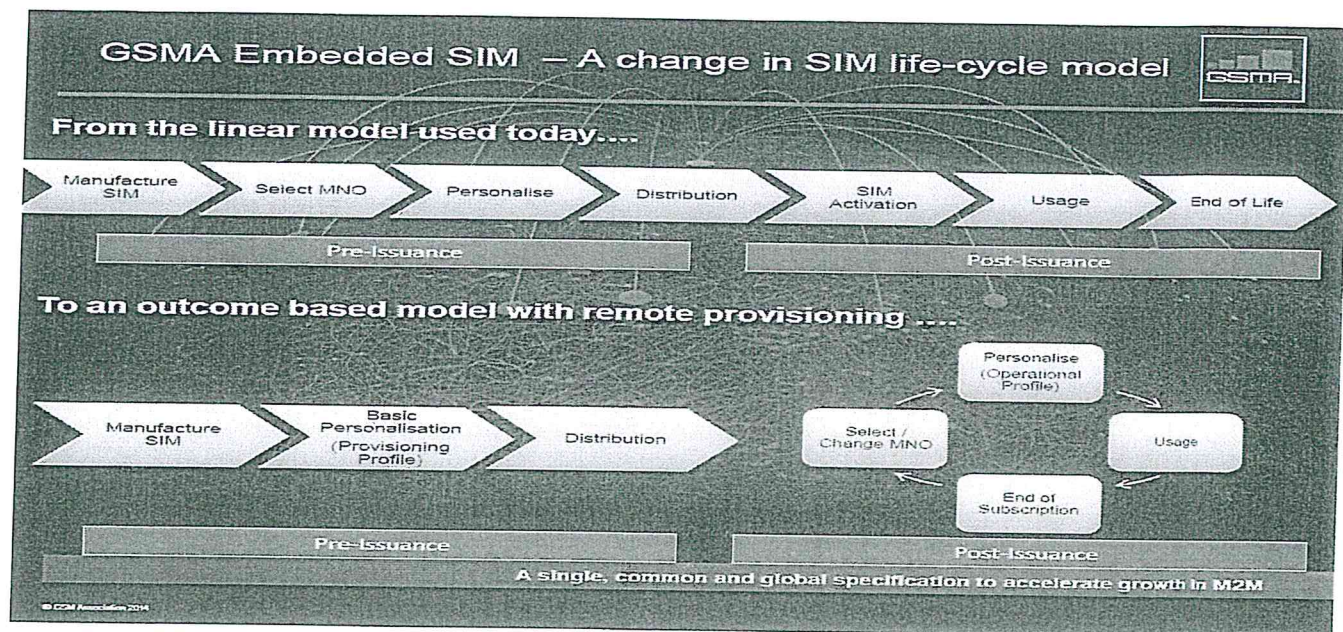 GSMA Embedded SIM – A change in SIM life-cycle model
GSMA
From the linear model used today....
Manufacture
SIM
Select MNO
Personalise
Distribution
SIM
Activation
Usage
End of Life
Pre-Issuance
Post-Issuance
To an outcome based model with remote provisioning ....
Manufacture
SIM
Basic
Personalisation
(Provisioning
Profile)
Distribution
Personalise
(Operational
Profile)
Select /
Change MNO
Usage
End of
Subscription
Pre-Issuance
Post-Issuance
A single, common and global specification to accelerate growth in M2M
© GSM Association 2014